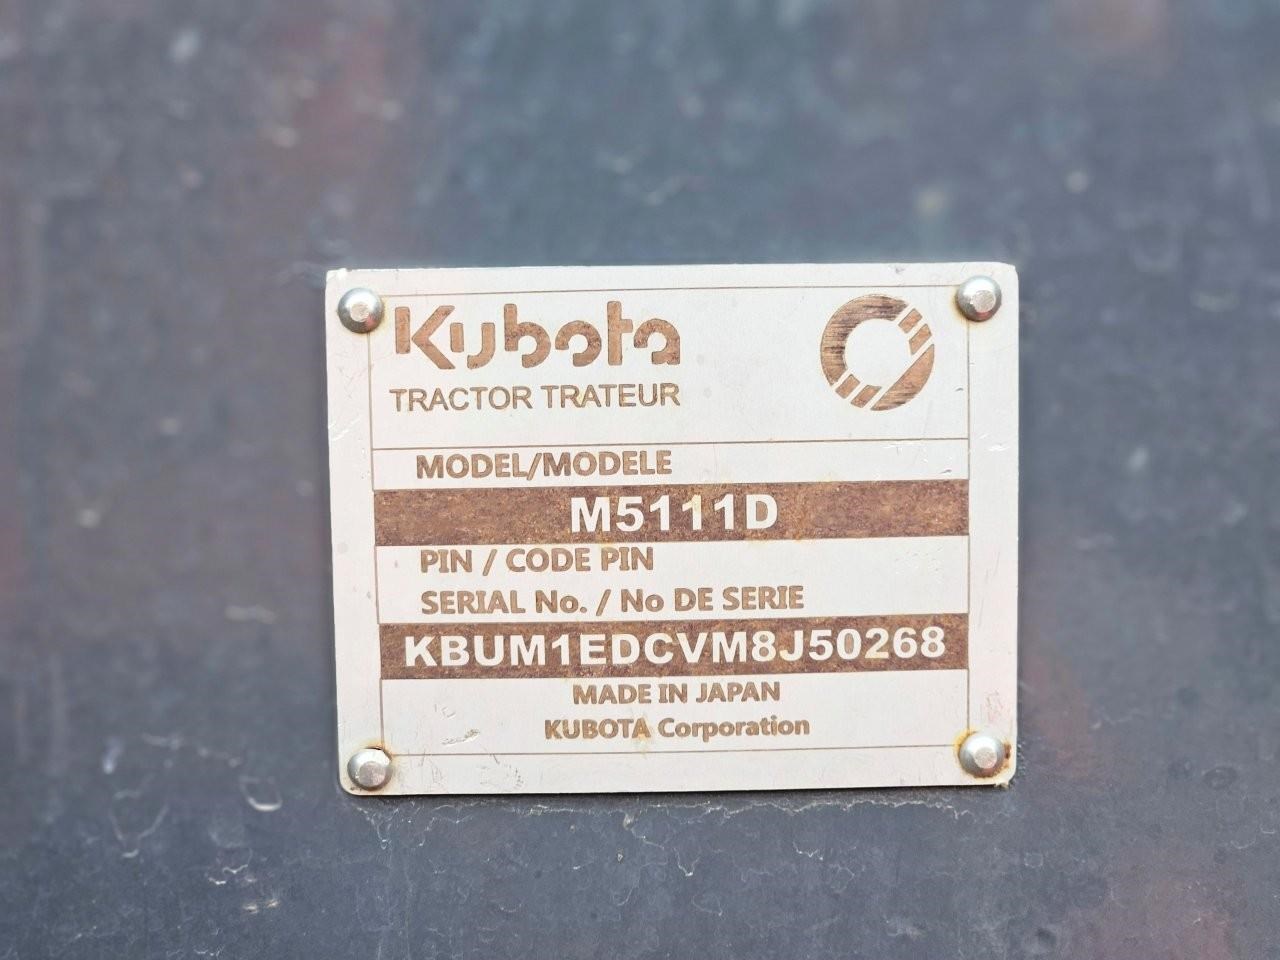 Kubota
TRACTOR TRATEUR
MODEL/MODELE
M5111D
PIN / CODE PIN
SERIAL No. / No DE SERIE
KBUM1EDCVM8J50268
MADE IN JAPAN
KUBOTA Corporation